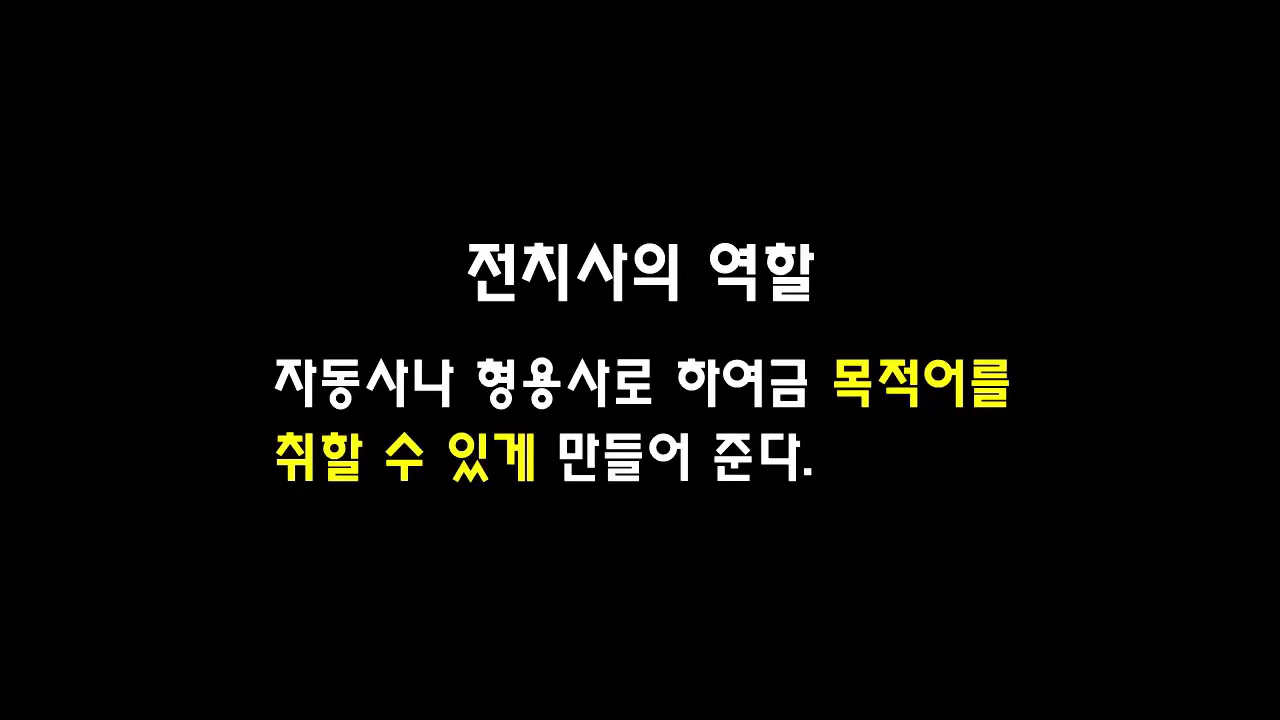 전치사의 역할
자동사나 형용사로 하여금 목적어를
취할 수 있게 만들어 준다.